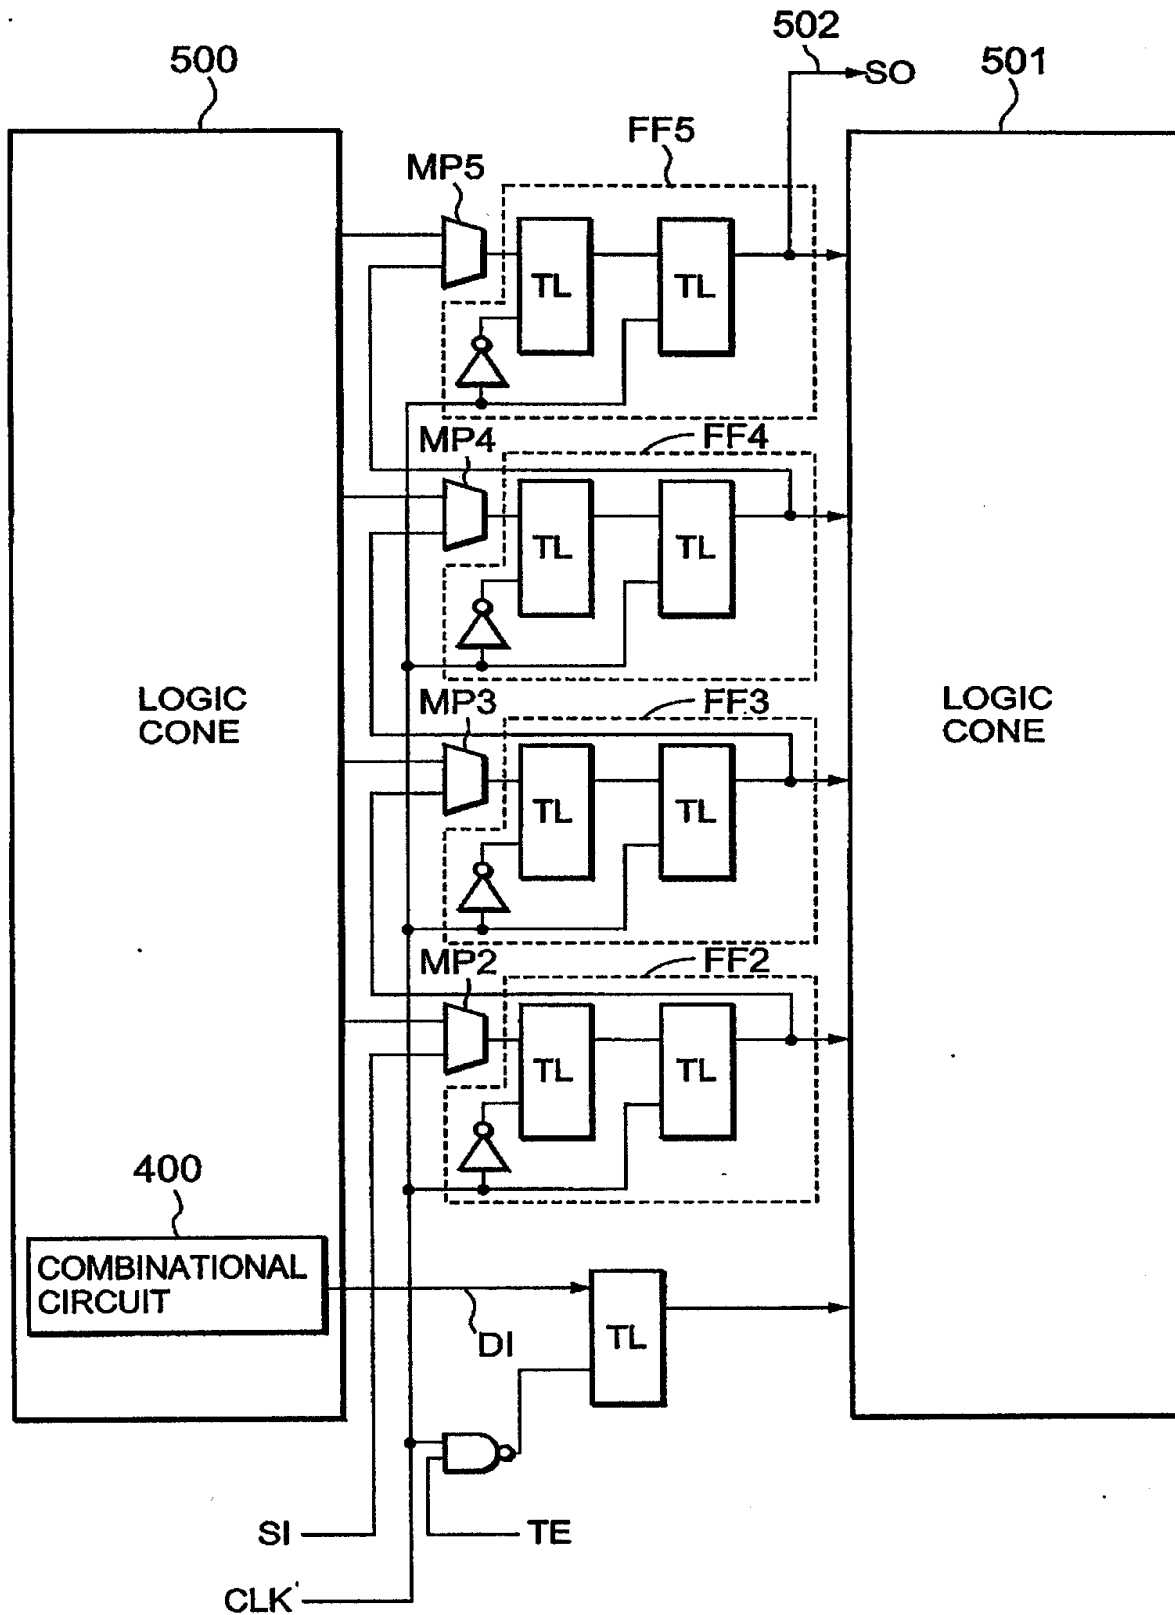 502
500
SO
501
FF5
MP5
TL
TL
MP4
FF4
TL
TL
LOGIC
CONE
LOGIC
CONE
MP3
FF3
TL
TL
MP2
FF2
TL
TL
400
COMBINATIONAL
CIRCUIT
DI
TL
SI
TE
CLK